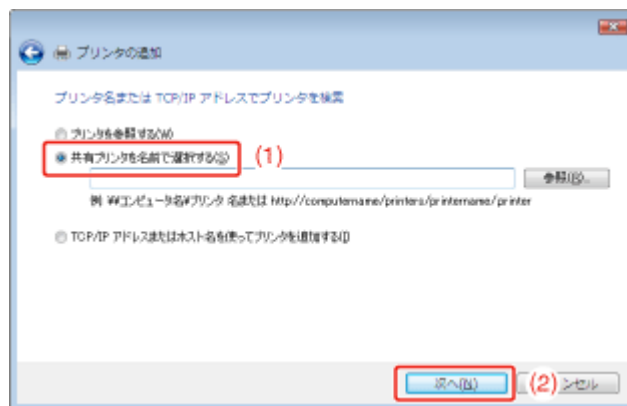 プリンタの追加
プリンタ名または TCP/IP アドレスでプリンタを検索
プリンタを参照する(W)
共有プリンタを名前で選択する(S) (1)
参照(R)...
例 ¥¥コンピュータ名¥プリンタ 名または http://computername/printers/printername/printer
TCP/IP アドレスまたはホスト名を使ってプリンタを追加する(I)
次へ(N) (2) ンセル